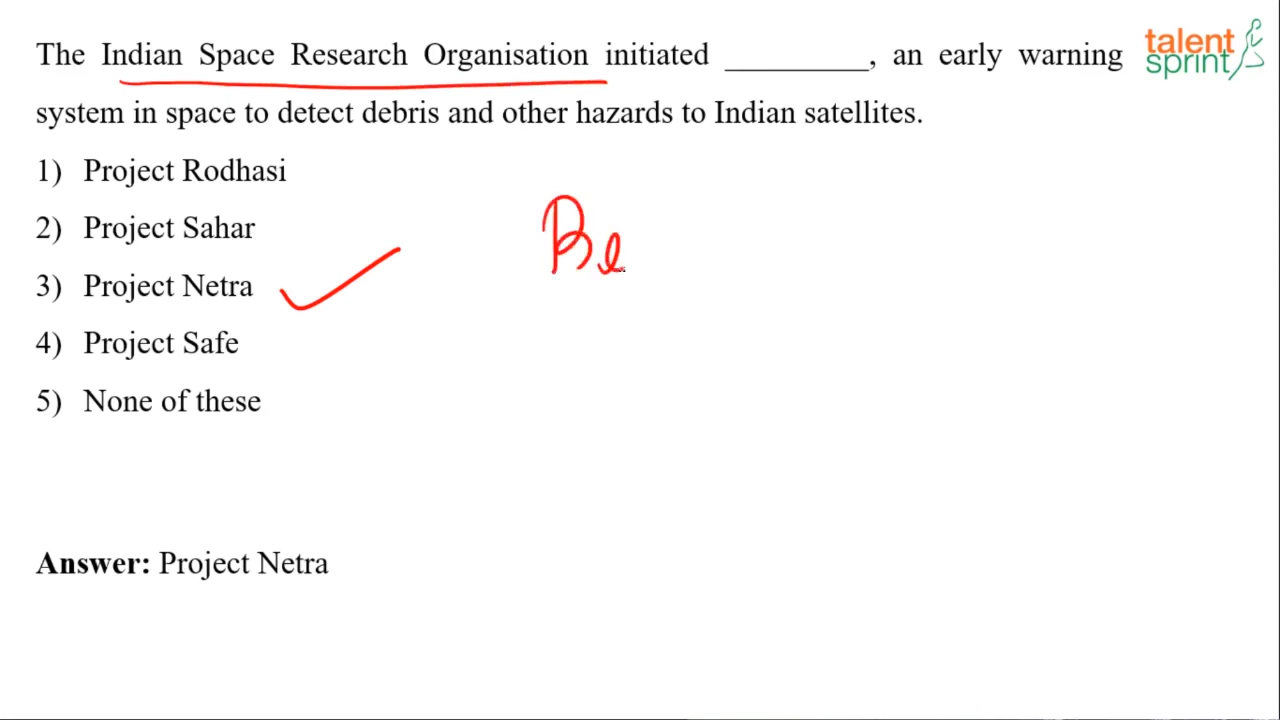 The Indian Space Research Organisation initiated _________, an early warning
system in space to detect debris and other hazards to Indian satellites.
talent
sprint
1) Project Rodhasi
2) Project Sahar
3) Project Netra
4) Project Safe
5) None of these
Be
Answer: Project Netra